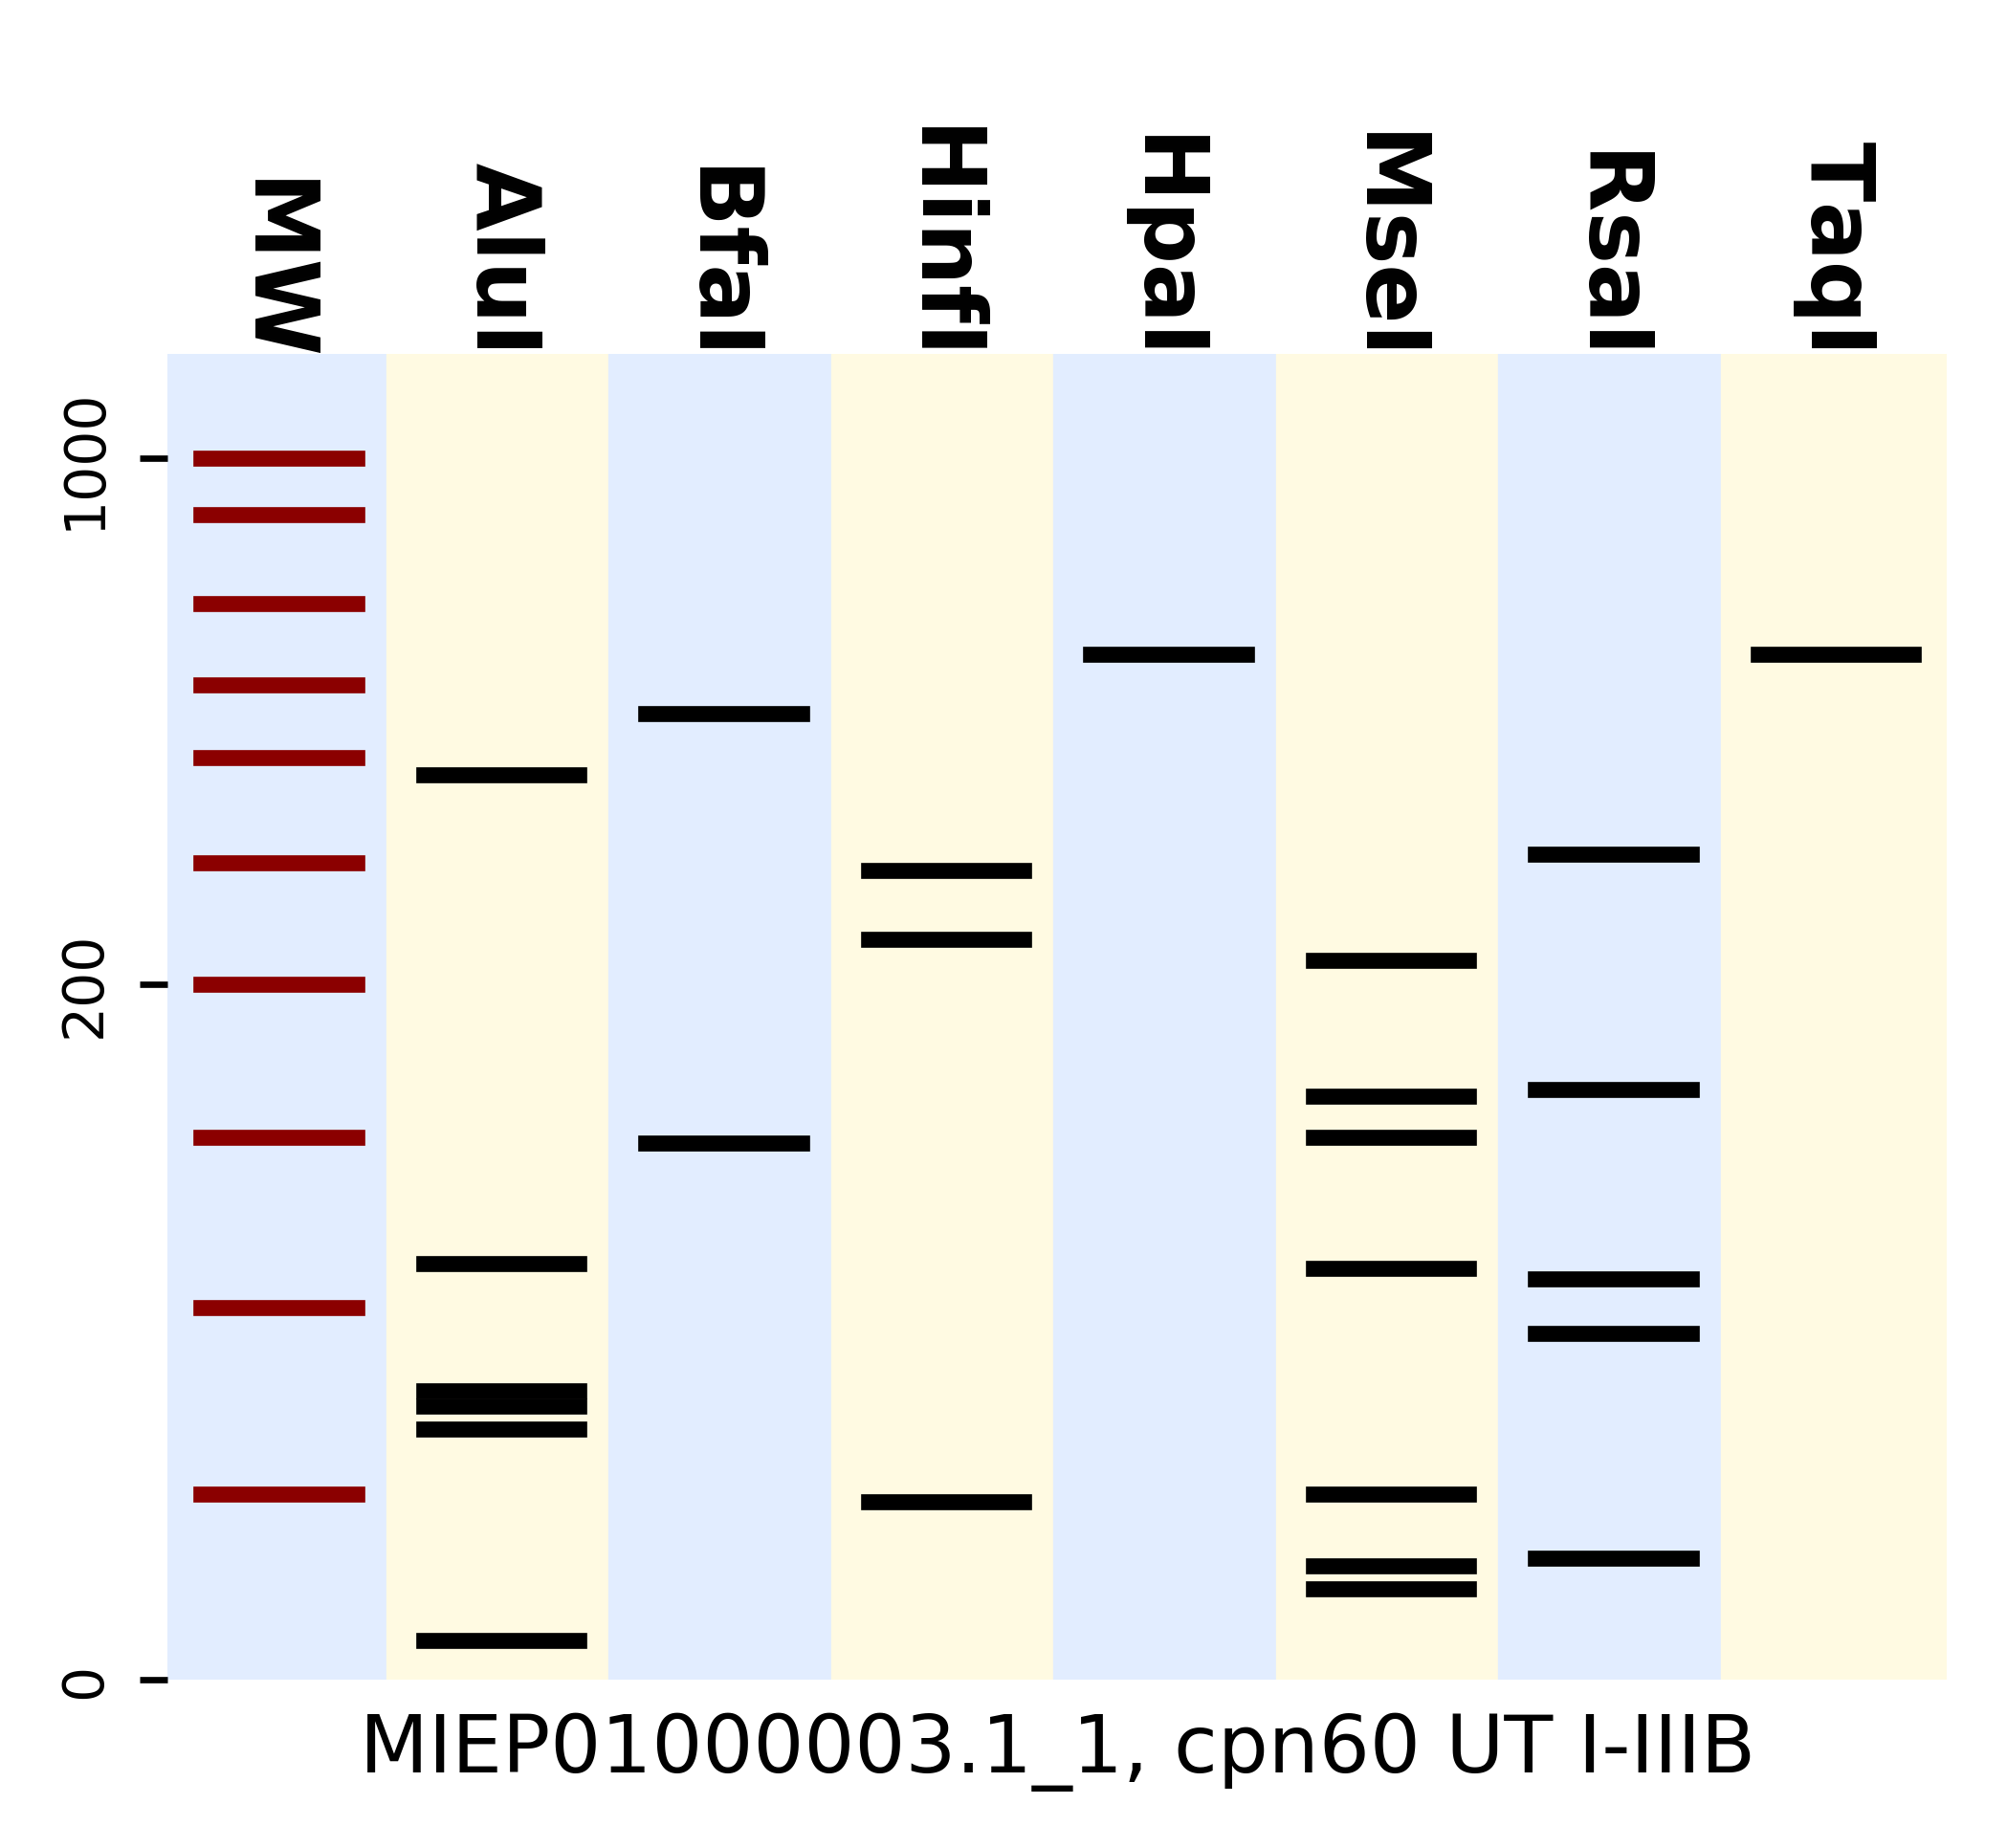 MW
AluI
BfaI
HinfI
HpaI
MseI
RsaI
TaqI
1000
200
0
MIEP01000003.1_1, cpn60 UT I-IIIB